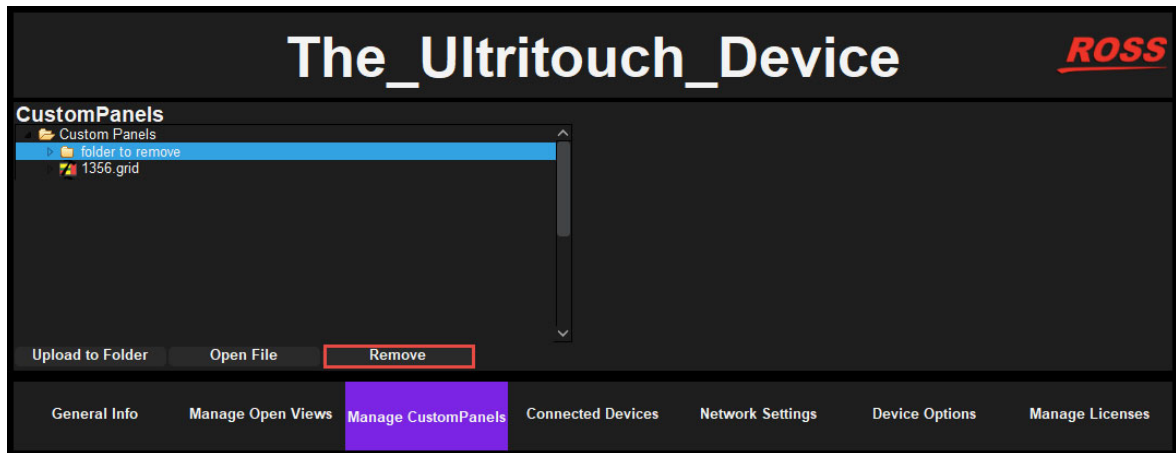 The_Ultritouch_Device
ROSS
CustomPanels
Custom Panels
folder to remove
1356.grid
Upload to Folder Open File Remove
General Info Manage Open Views Manage CustomPanels Connected Devices Network Settings Device Options Manage Licenses